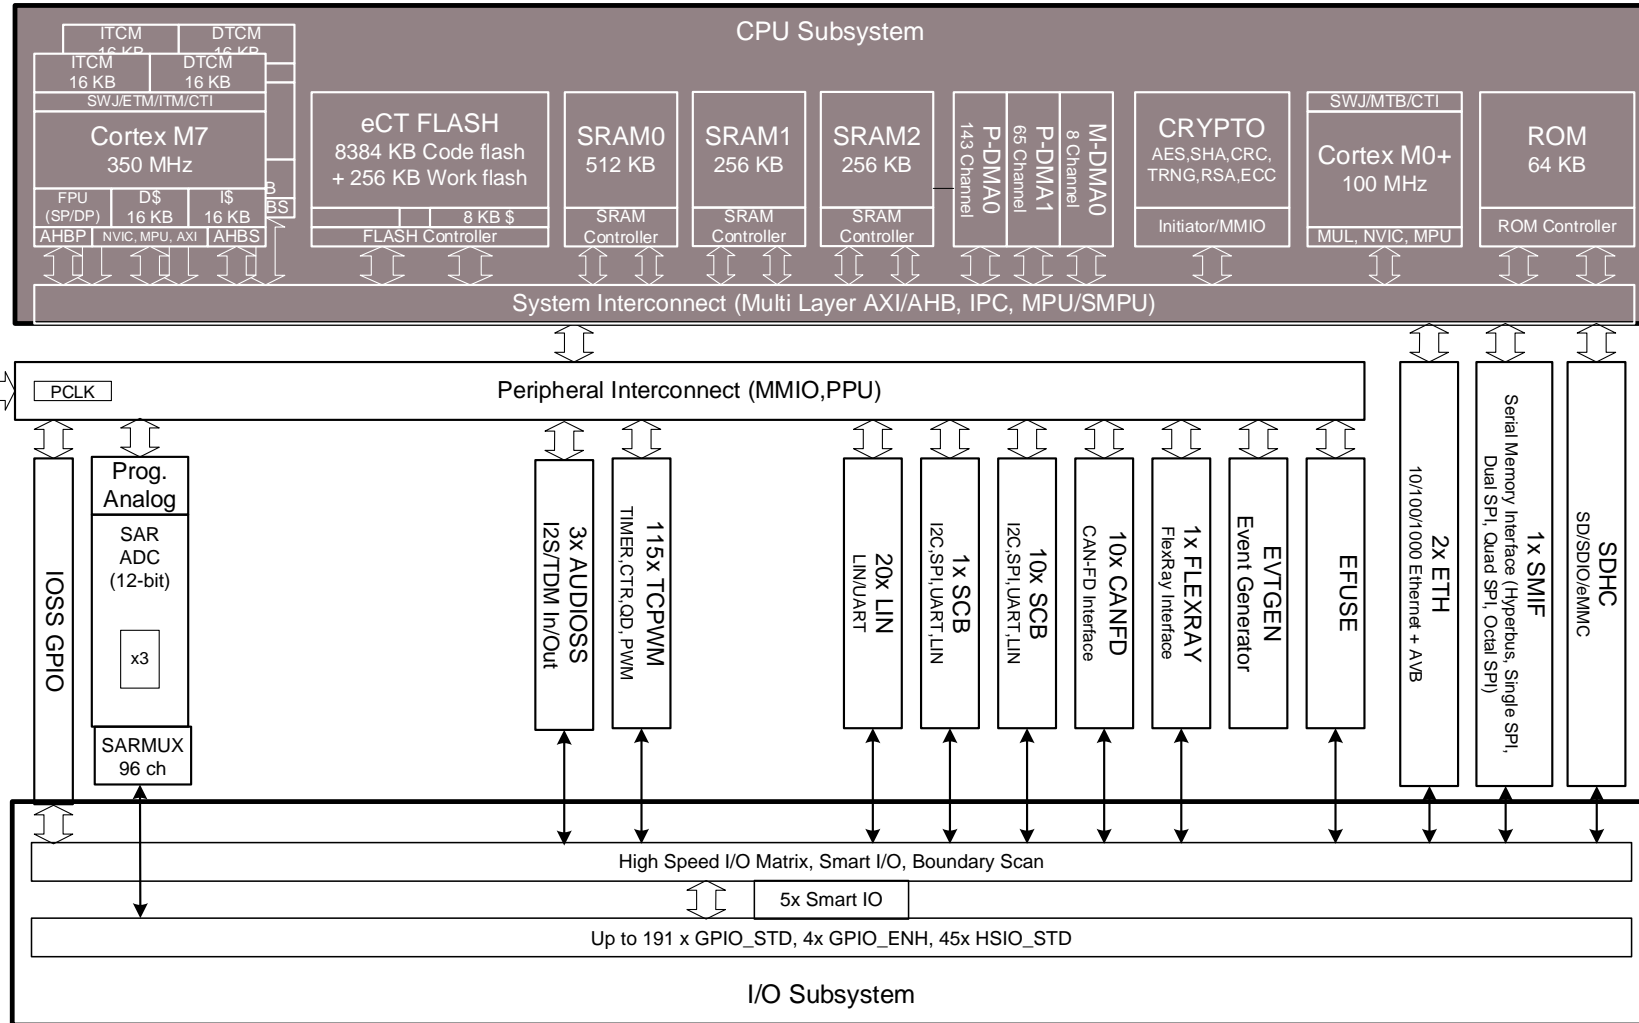 CPU Subsystem
ITCM
16 KB
DTCM
16 KB
ITCM
16 KB
DTCM
16 KB
SWJ/ETM/ITM/CTI
Cortex M7
350 MHz
FPU
(SP/DP)
D$
16 KB
I$
16 KB
B
BS
AHBP
NVIC, MPU, AXI
AHBS
eCT FLASH
8384 KB Code flash
+ 256 KB Work flash
8 KB $
FLASH Controller
SRAM0
512 KB
SRAM
Controller
SRAM1
256 KB
SRAM
Controller
SRAM2
256 KB
SRAM
Controller
P-DMA0
143 Channel
P-DMA1
65 Channel
M-DMA0
8 Channel
CRYPTO
AES,SHA,CRC,
TRNG,RSA,ECC
Initiator/MMIO
SWJ/MTB/CTI
Cortex M0+
100 MHz
MUL, NVIC, MPU
ROM
64 KB
ROM Controller
System Interconnect (Multi Layer AXI/AHB, IPC, MPU/SMPU)
PCLK
Peripheral Interconnect (MMIO,PPU)
IOSS GPIO
Prog.
Analog
SAR
ADC
(12-bit)
x3
SARMUX
96 ch
3x AUDIOSS
I2S/TDM In/Out
115x TCPWM
TIMER,CTR,QD, PWM
20x LIN
LIN/UART
1x SCB
I2C,SPI,UART,LIN
10x SCB
I2C,SPI,UART,LIN
10x CANFD
CAN-FD Interface
1x FLEXRAY
FlexRay Interface
EVTGEN
Event Generator
EFUSE
2x ETH
10/100/1000 Ethernet + AVB
1x SMIF
Serial Memory Interface (Hyperbus, Single SPI,
Dual SPI, Quad SPI, Octal SPI)
SDHC
SD/SDIO/eMMC
High Speed I/O Matrix, Smart I/O, Boundary Scan
5x Smart IO
Up to 191 x GPIO_STD, 4x GPIO_ENH, 45x HSIO_STD
I/O Subsystem